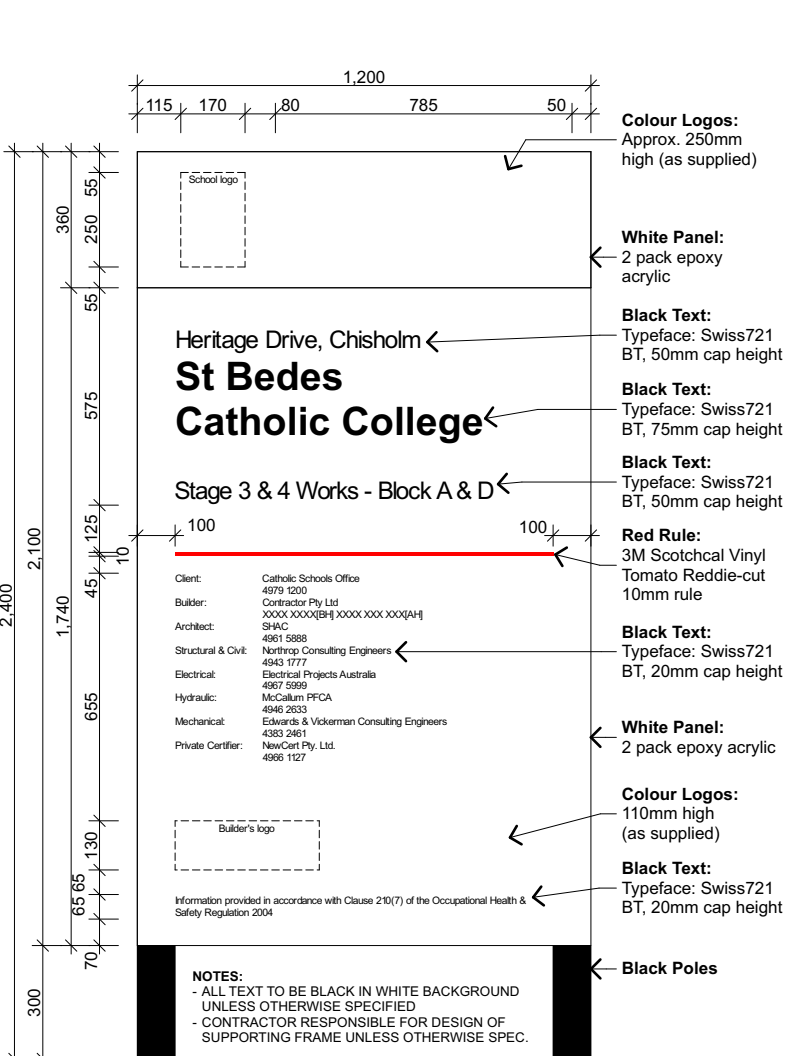 1,200
115 170 80 785 50
Colour Logos:
Approx. 250mm
high (as supplied)
School logo
White Panel:
2 pack epoxy
acrylic
Heritage Drive, Chisholm
Black Text:
Typeface: Swiss721
BT, 50mm cap height
St Bedes
Catholic College
Black Text:
Typeface: Swiss721
BT, 75mm cap height
Stage 3 & 4 Works - Block A & D
Black Text:
Typeface: Swiss721
BT, 50mm cap height
100 100
Red Rule:
3M Scotchcal Vinyl
Tomato Reddie-cut
10mm rule
Client: Catholic Schools Office
4979 1200
Builder: Contractor Pty Ltd
XXXX XXXX[BH] XXXX XXX XXX[AH]
Architect: SHAC
4961 5888
Structural & Civil: Northrop Consulting Engineers
4943 1777
Electrical: Electrical Projects Australia
4967 5999
Hydraulic: McCallum PFCA
4946 2633
Mechanical: Edwards & Vickerman Consulting Engineers
4383 2461
Private Certifier: NewCert Pty. Ltd.
4966 1127
Black Text:
Typeface: Swiss721
BT, 20mm cap height
White Panel:
2 pack epoxy acrylic
Builder's logo
Colour Logos:
110mm high
(as supplied)
Information provided in accordance with Clause 210(7) of the Occupational Health &
Safety Regulation 2004
Black Text:
Typeface: Swiss721
BT, 20mm cap height
Black Poles
NOTES:
- ALL TEXT TO BE BLACK IN WHITE BACKGROUND
UNLESS OTHERWISE SPECIFIED
- CONTRACTOR RESPONSIBLE FOR DESIGN OF
SUPPORTING FRAME UNLESS OTHERWISE SPEC.
2,400
2,100
300
360
1,740
55
250
55
575
125
10
45
655
130
65
65
70